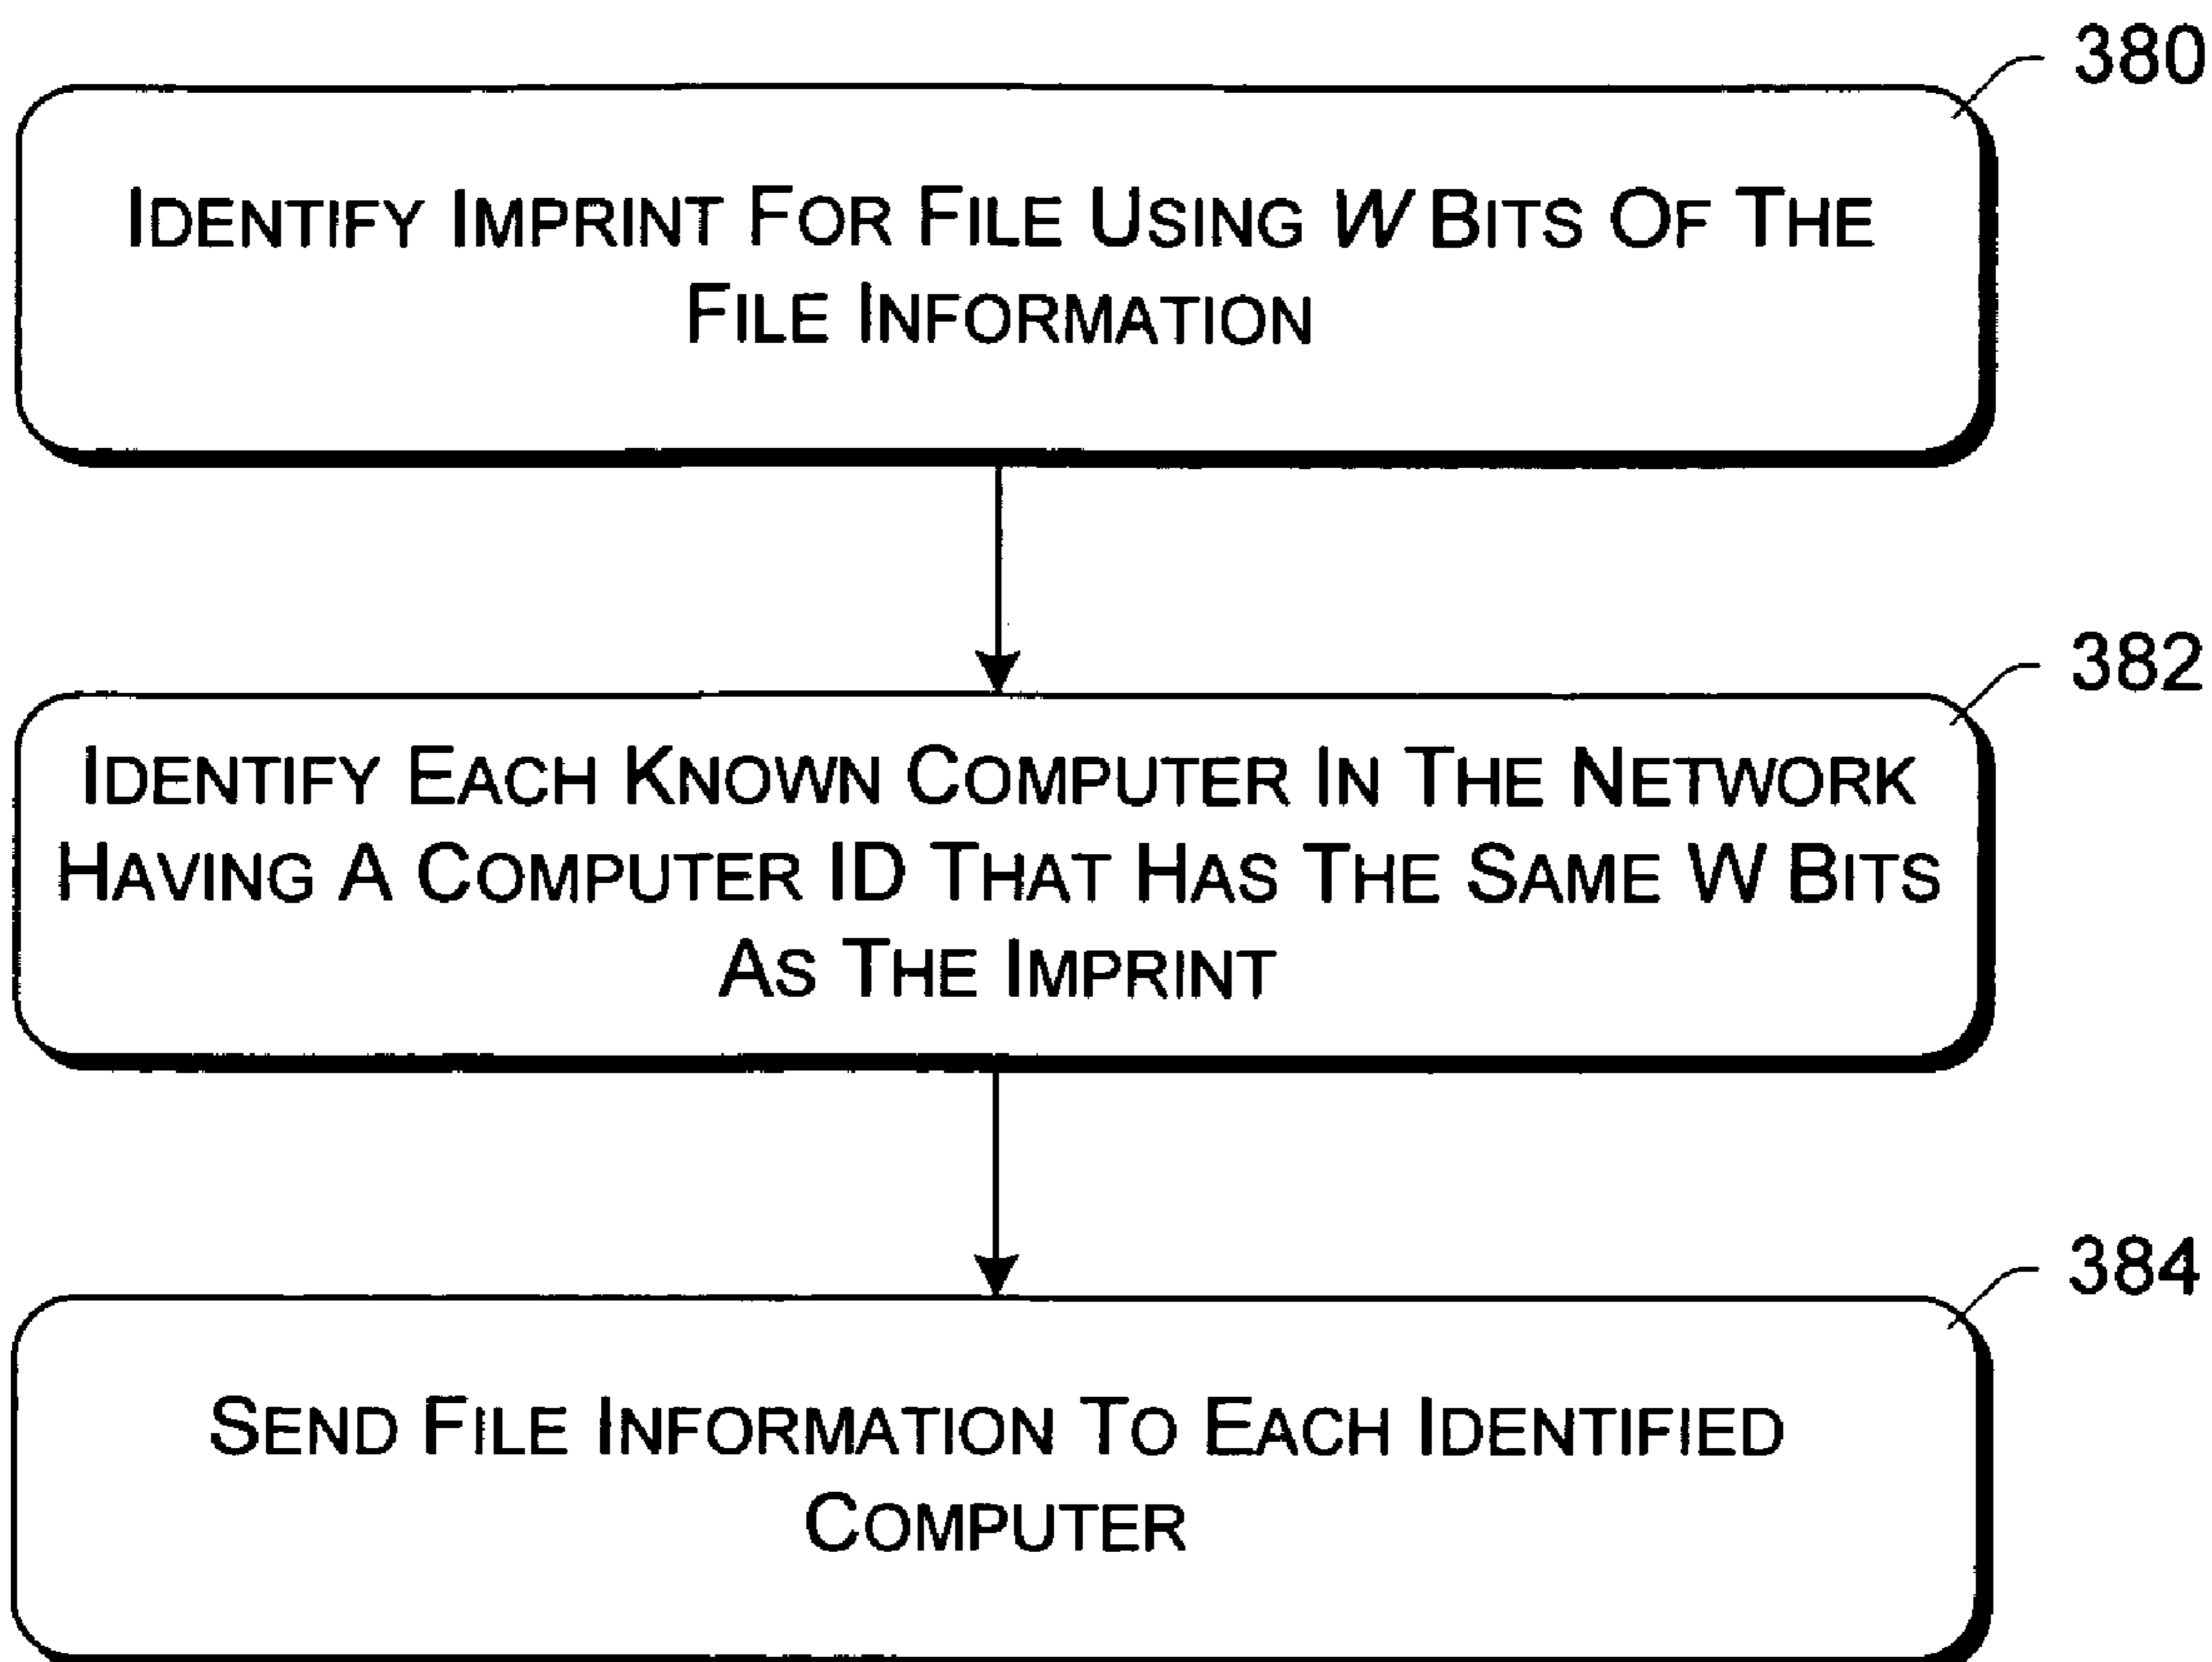 380
IDENTIFY IMPRINT FOR FILE USING W BITS OF THE
FILE INFORMATION
382
IDENTIFY EACH KNOWN COMPUTER IN THE NETWORK
HAVING A COMPUTER ID THAT HAS THE SAME W BITS
AS THE IMPRINT
384
SEND FILE INFORMATION TO EACH IDENTIFIED
COMPUTER